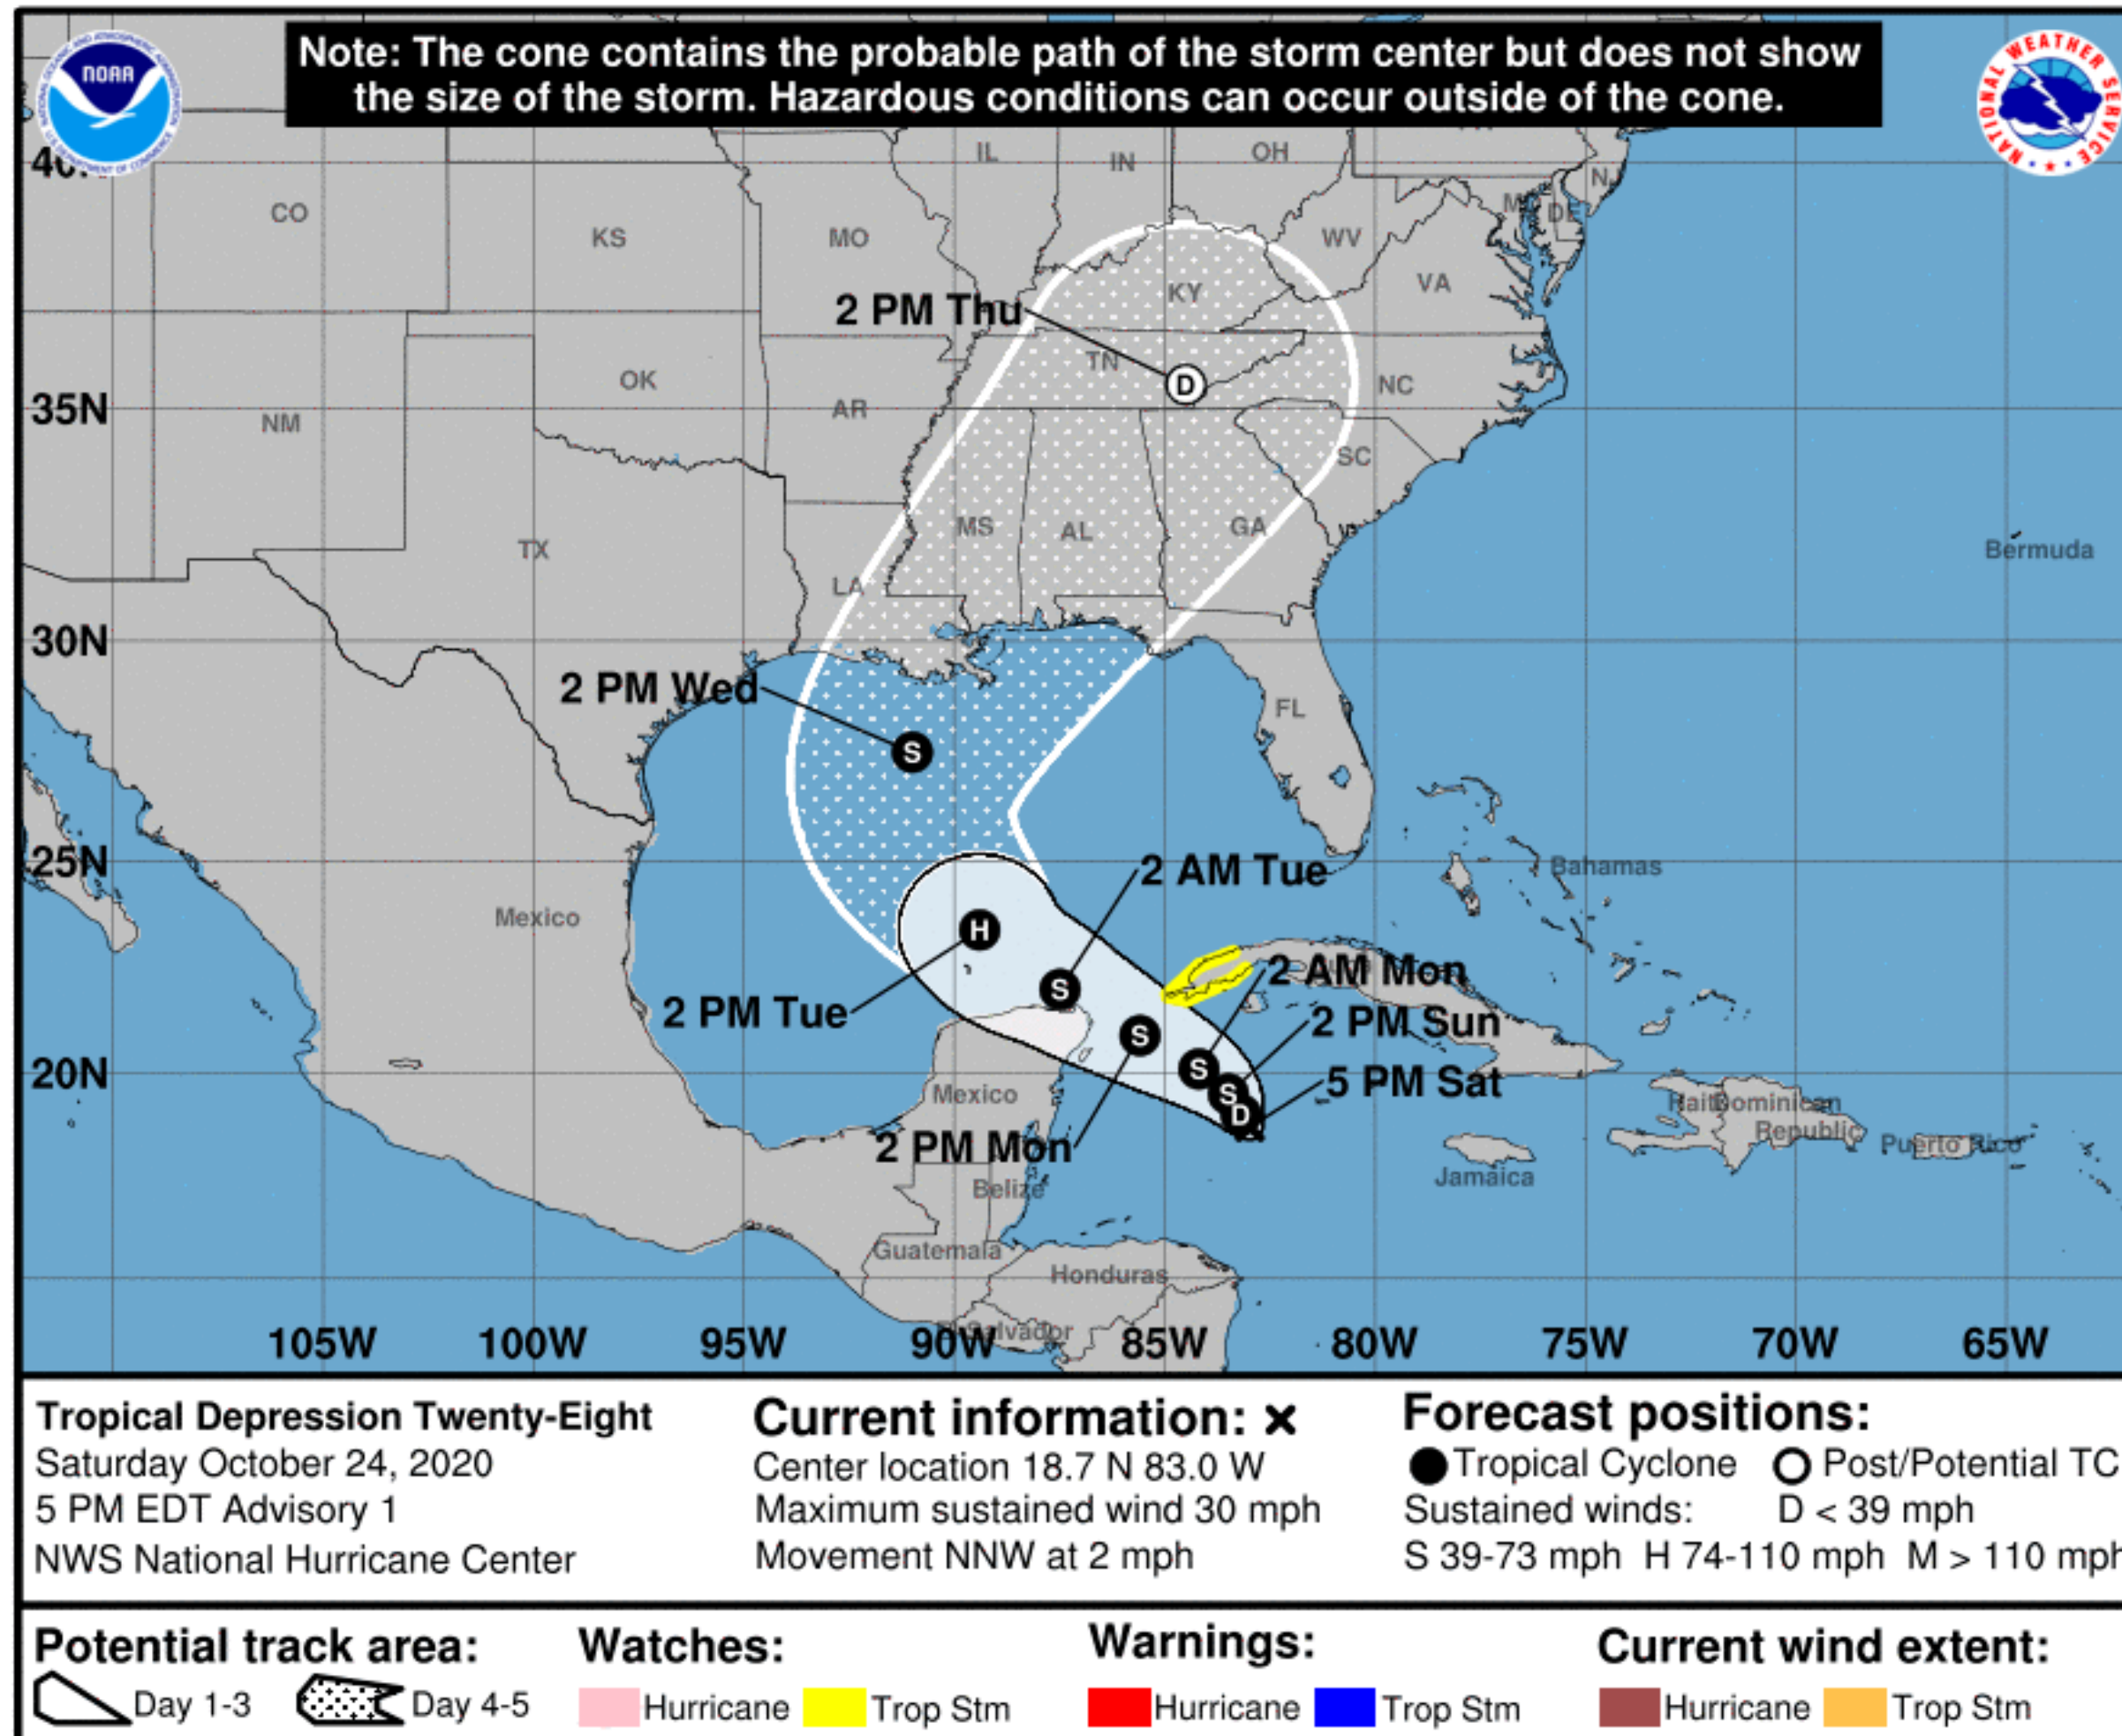 Note: The cone contains the probable path of the storm center but does not show
the size of the storm. Hazardous conditions can occur outside of the cone.
NOAA
NATIONAL WEATHER SERVICE
IL
IN
OH
NJ
CO
DE
KS
MO
WV
VA
KY
2 PM Thu
TN
D
OK
NC
AR
35N
NM
SC
MS
AL
GA
TX
Bermuda
LA
30N
2 PM Wed
FL
S
25N
2 AM Tue
Bahamas
Mexico
H
2 AM Mon
S
2 PM Tue
2 PM Sun
S
S
20N
5 PM Sat
S
D
Mexico
Haiti
Dominican
Republic
2 PM Mon
Puerto Rico
Jamaica
Belize
Guatemala
Honduras
El Salvador
105W 100W 95W 90W 85W 80W 75W 70W 65W
Tropical Depression Twenty-Eight
Saturday October 24, 2020
5 PM EDT Advisory 1
NWS National Hurricane Center
Current information: x
Center location 18.7 N 83.0 W
Maximum sustained wind 30 mph
Movement NNW at 2 mph
Forecast positions:
Tropical Cyclone Post/Potential TC
Sustained winds: D < 39 mph
S 39-73 mph H 74-110 mph M > 110 mph
Potential track area:
Day 1-3 Day 4-5
Watches:
Hurricane Trop Stm
Warnings:
Hurricane Trop Stm
Current wind extent:
Hurricane Trop Stm